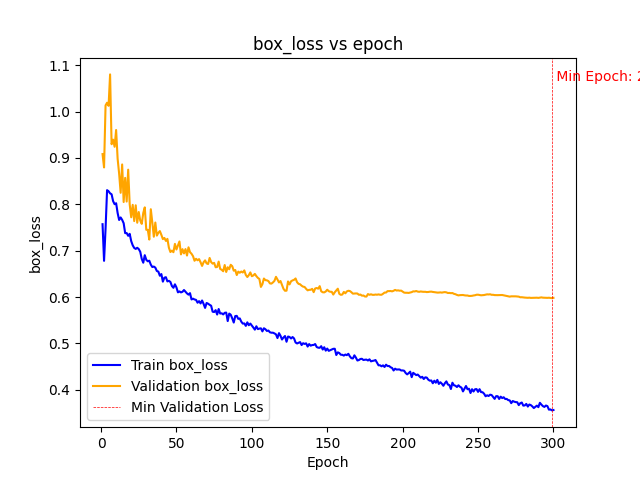 box_loss vs epoch
Min Epoch: 2
1.1
1.0
0.9
0.8
0.7
0.6
0.5
0.4
box_loss
Train box_loss
Validation box_loss
Min Validation Loss
0
50
100
150
200
250
300
Epoch